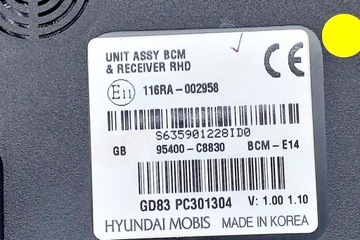 UNIT ASSY BCM
& RECEIVER RHD
CE
E11 116RA-002958
S635901228ID0
GB 95400-C8830 BCM-E14
GD83 PC301304 V: 1.00 1.10
HYUNDAI MOBIS MADE IN KOREA